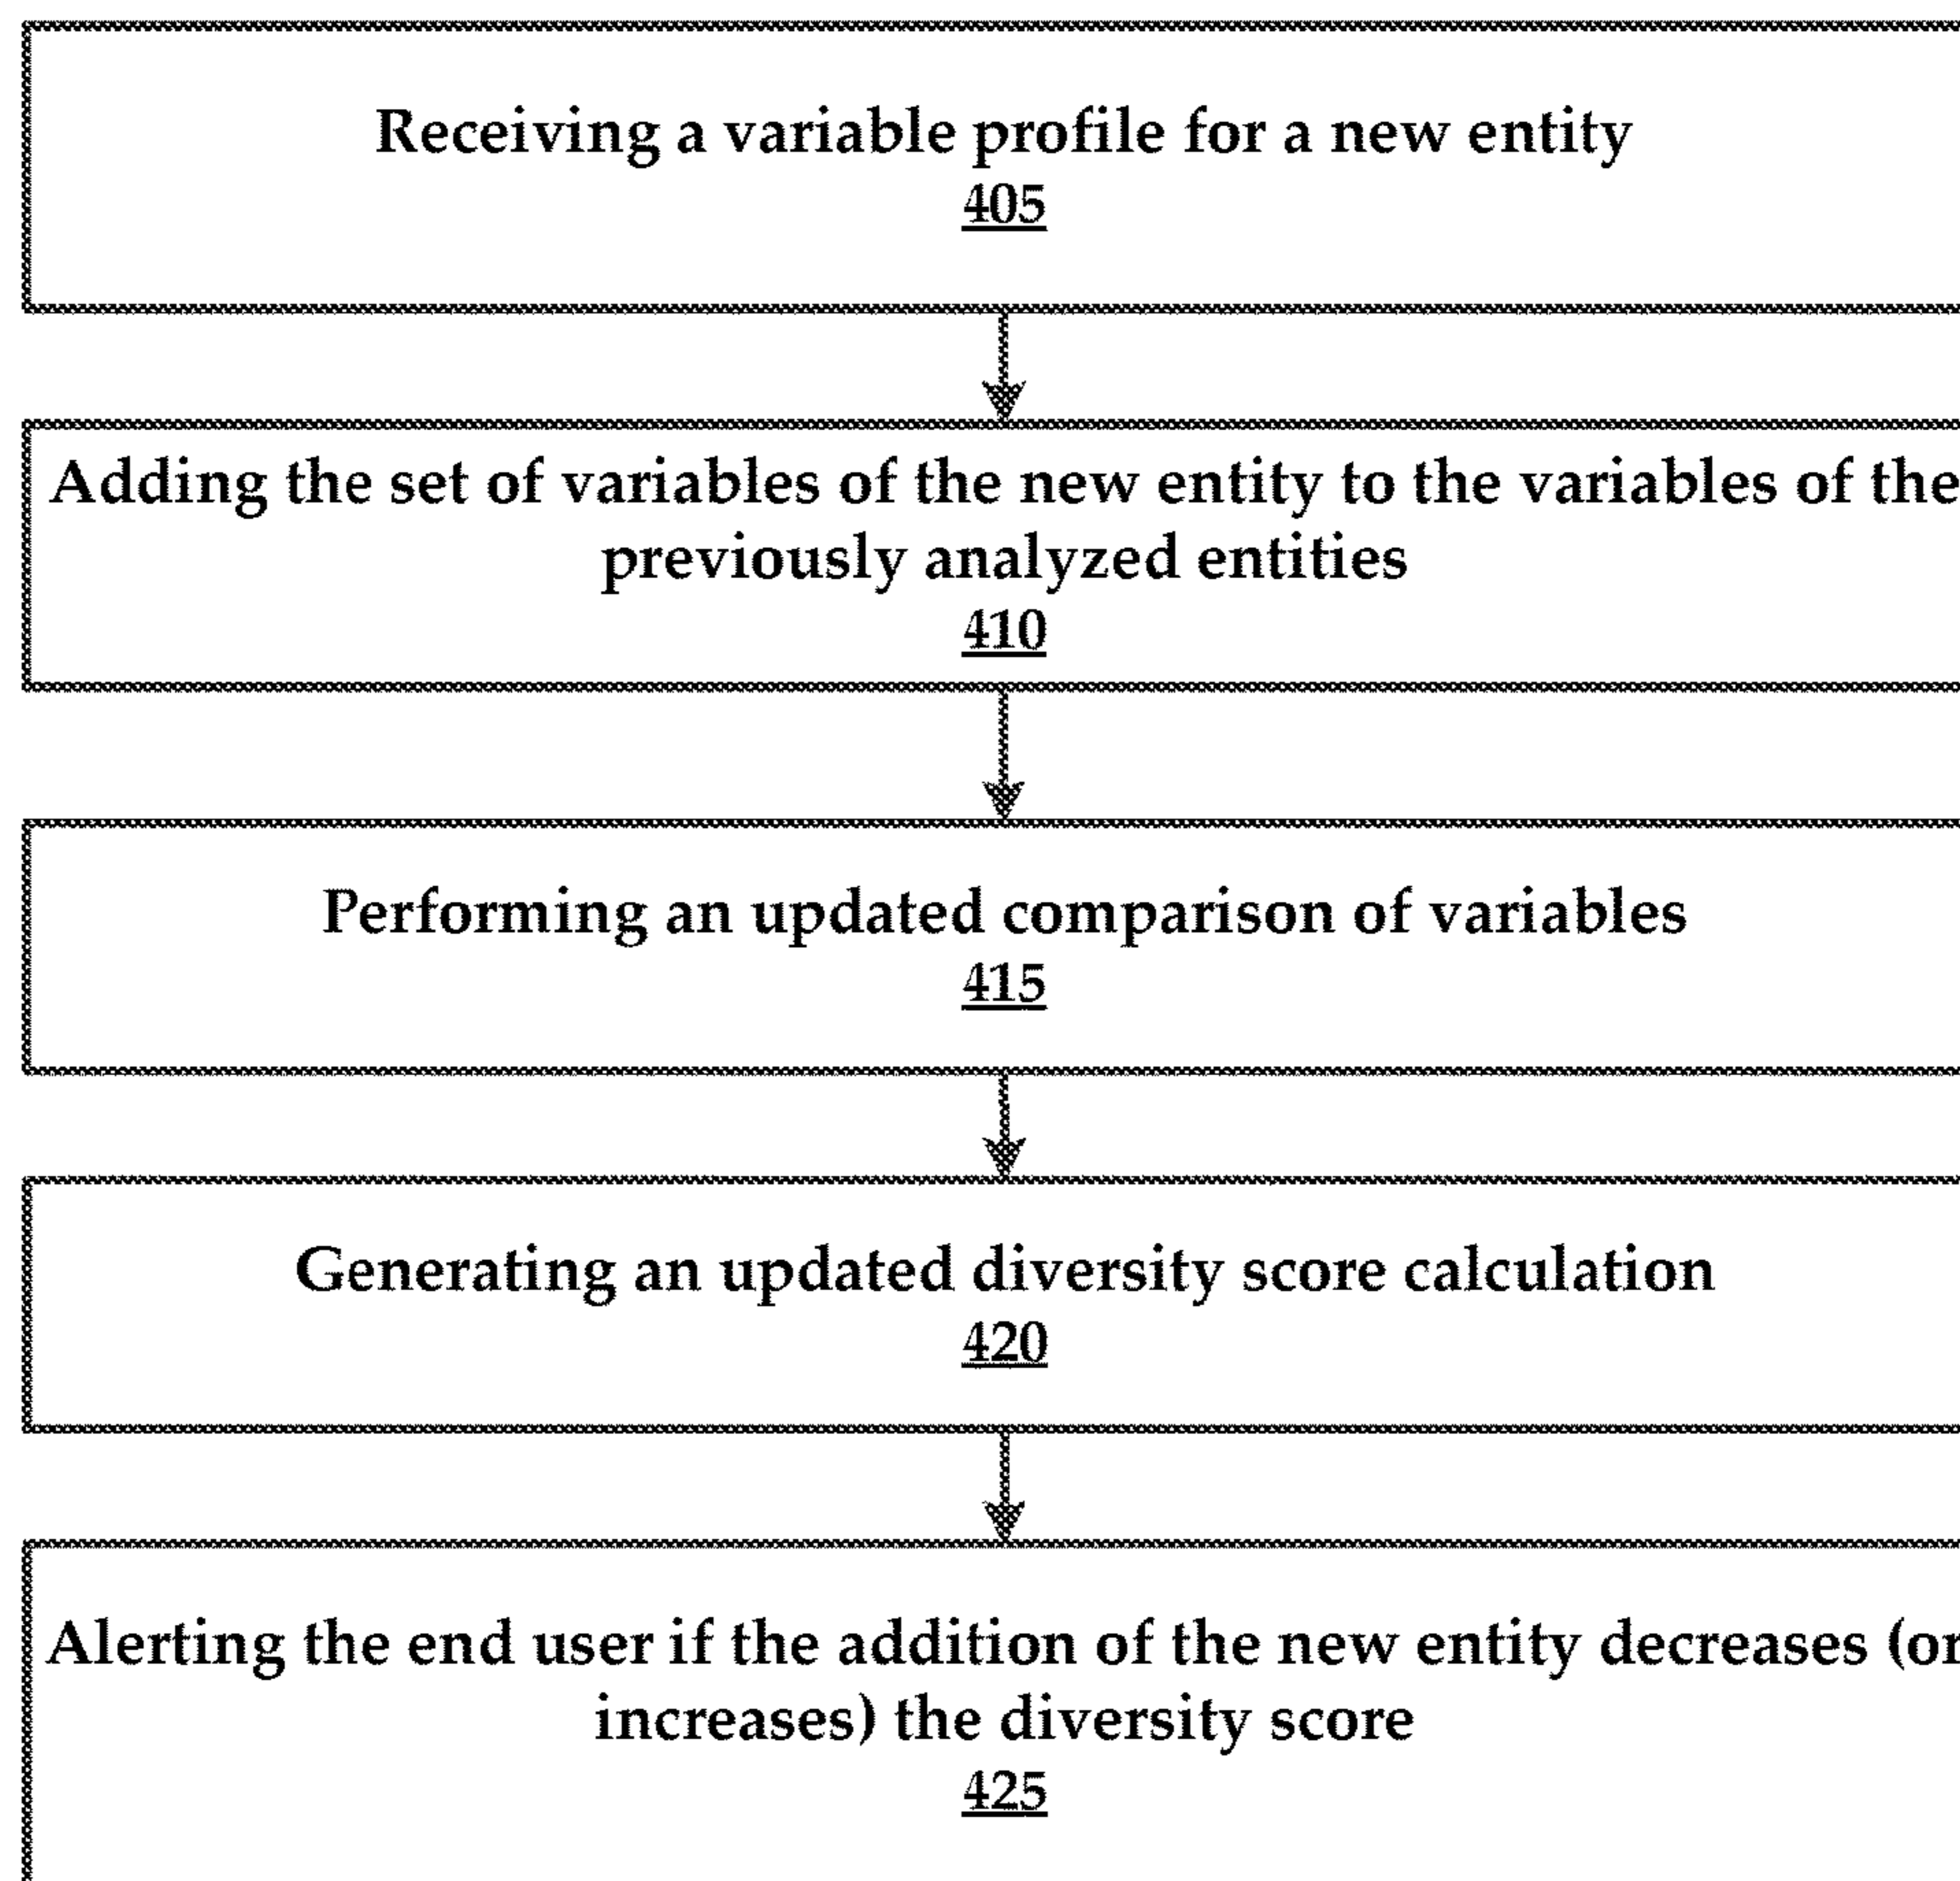 Receiving a variable profile for a new entity
405
Adding the set of variables of the new entity to the variables of the
previously analyzed entities
410
Performing an updated comparison of variables
415
Generating an updated diversity score calculation
420
Alerting the end user if the addition of the new entity decreases (or
increases) the diversity score
425